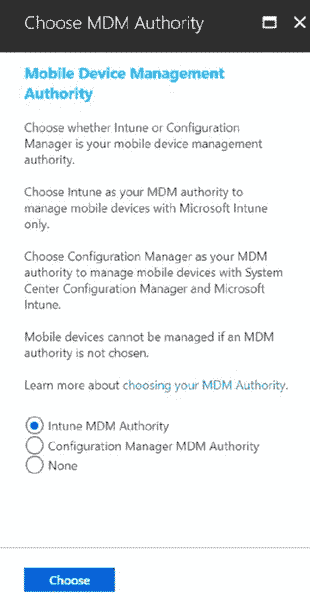 Choose MDM Authority
Mobile Device Management
Authority
Choose whether Intune or Configuration
Manager is your mobile device management
authority.
Choose Intune as your MDM authority to
manage mobile devices with Microsoft Intune
only.
Choose Configuration Manager as your MDM
authority to manage mobile devices with System
Center Configuration Manager and Microsoft
Intune.
Mobile devices cannot be managed if an MDM
authority is not chosen.
Learn more about choosing your MDM Authority.
Intune MDM Authority
Configuration Manager MDM Authority
None
Choose